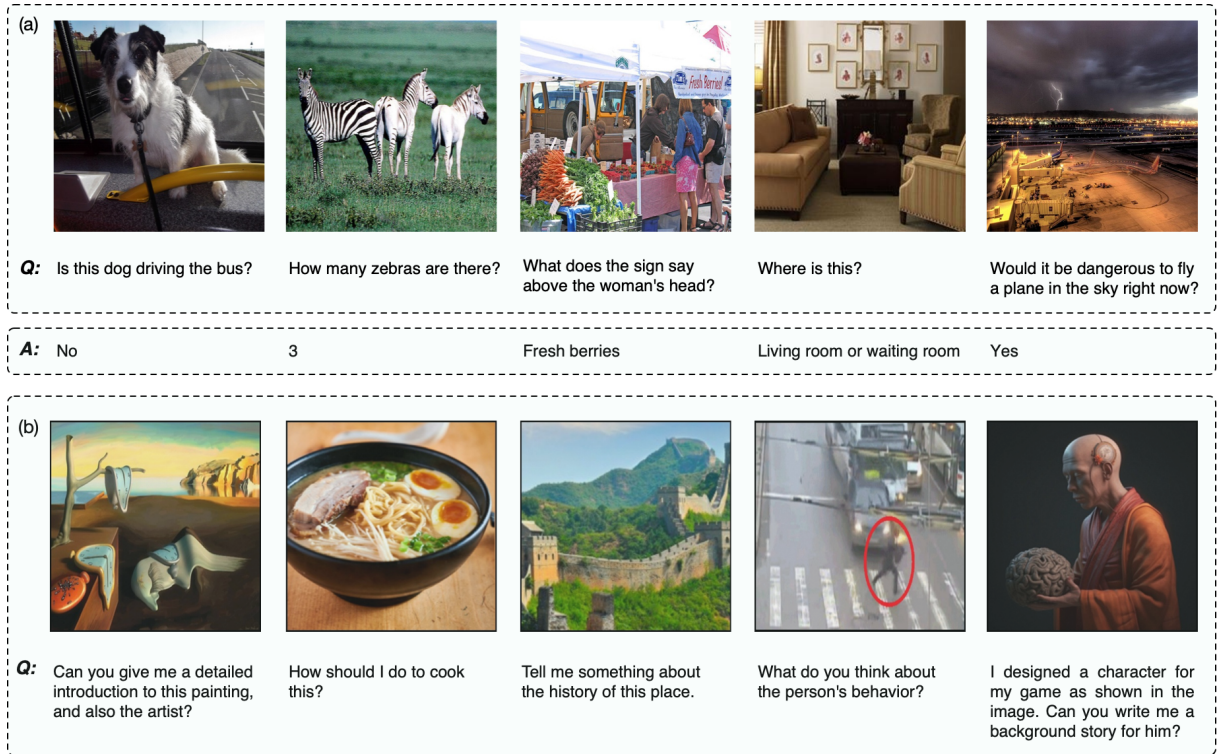 (a)
Fresh Berries!
Q: Is this dog driving the bus?
How many zebras are there?
What does the sign say
above the woman's head?
Where is this?
Would it be dangerous to fly
a plane in the sky right now?
A: No
3
Fresh berries
Living room or waiting room
Yes
(b)
Q: Can you give me a detailed
introduction to this painting,
and also the artist?
How should I do to cook
this?
Tell me something about
the history of this place.
What do you think about
the person's behavior?
I designed a character for
my game as shown in the
image. Can you write me a
background story for him?